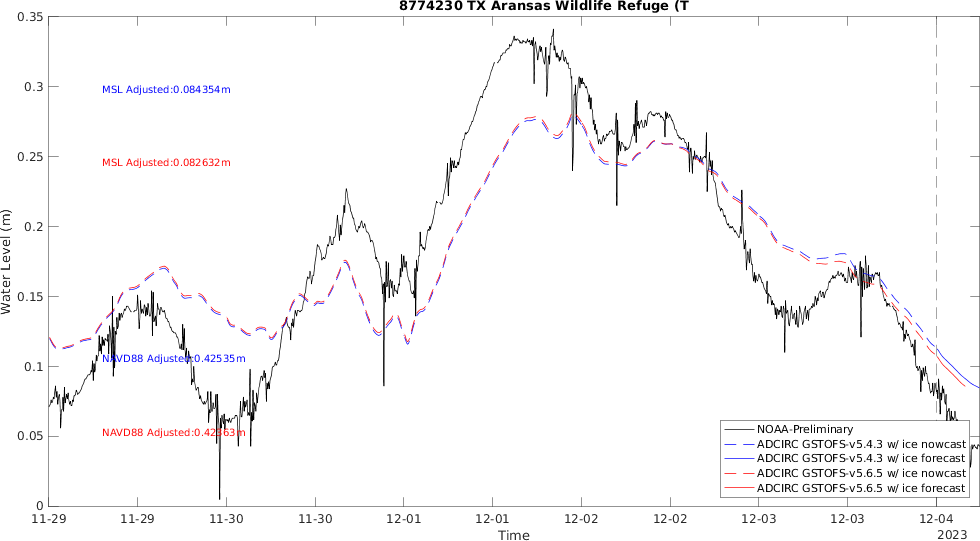 8774230 TX Aransas Wildlife Refuge (T
0.35
0.3
0.25
0.2
0.15
0.1
0.05
0
Water Level (m)
MSL Adjusted:0.084354m
MSL Adjusted:0.082632m
NAVD88 Adjusted:0.42535m
NAVD88 Adjusted:0.42363m
NOAA-Preliminary
ADCIRC GSTOFS-v5.4.3 w/ ice nowcast
ADCIRC GSTOFS-v5.4.3 w/ ice forecast
ADCIRC GSTOFS-v5.6.5 w/ ice nowcast
ADCIRC GSTOFS-v5.6.5 w/ ice forecast
11-29 11-29 11-30 11-30 12-01 12-01 12-02 12-02 12-03 12-03 12-04
Time
2023